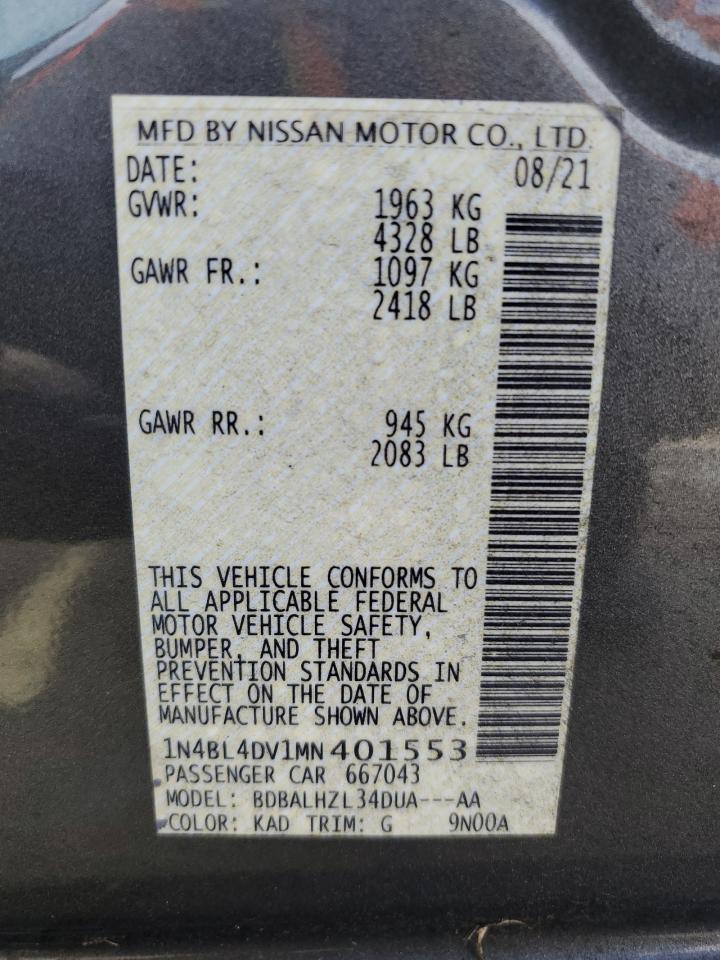 MFD BY NISSAN MOTOR CO., LTD.
DATE: 08/21
GVWR: 1963 KG
4328 LB
GAWR FR.: 1097 KG
2418 LB
GAWR RR.: 945 KG
2083 LB
THIS VEHICLE CONFORMS TO
ALL APPLICABLE FEDERAL
MOTOR VEHICLE SAFETY,
BUMPER, AND THEFT
PREVENTION STANDARDS IN
EFFECT ON THE DATE OF
MANUFACTURE SHOWN ABOVE.
1N4BL4DV1MN401553
PASSENGER CAR 667043
MODEL: BDBALHZL34DUA---AA
COLOR: KAD TRIM: G 9N00A